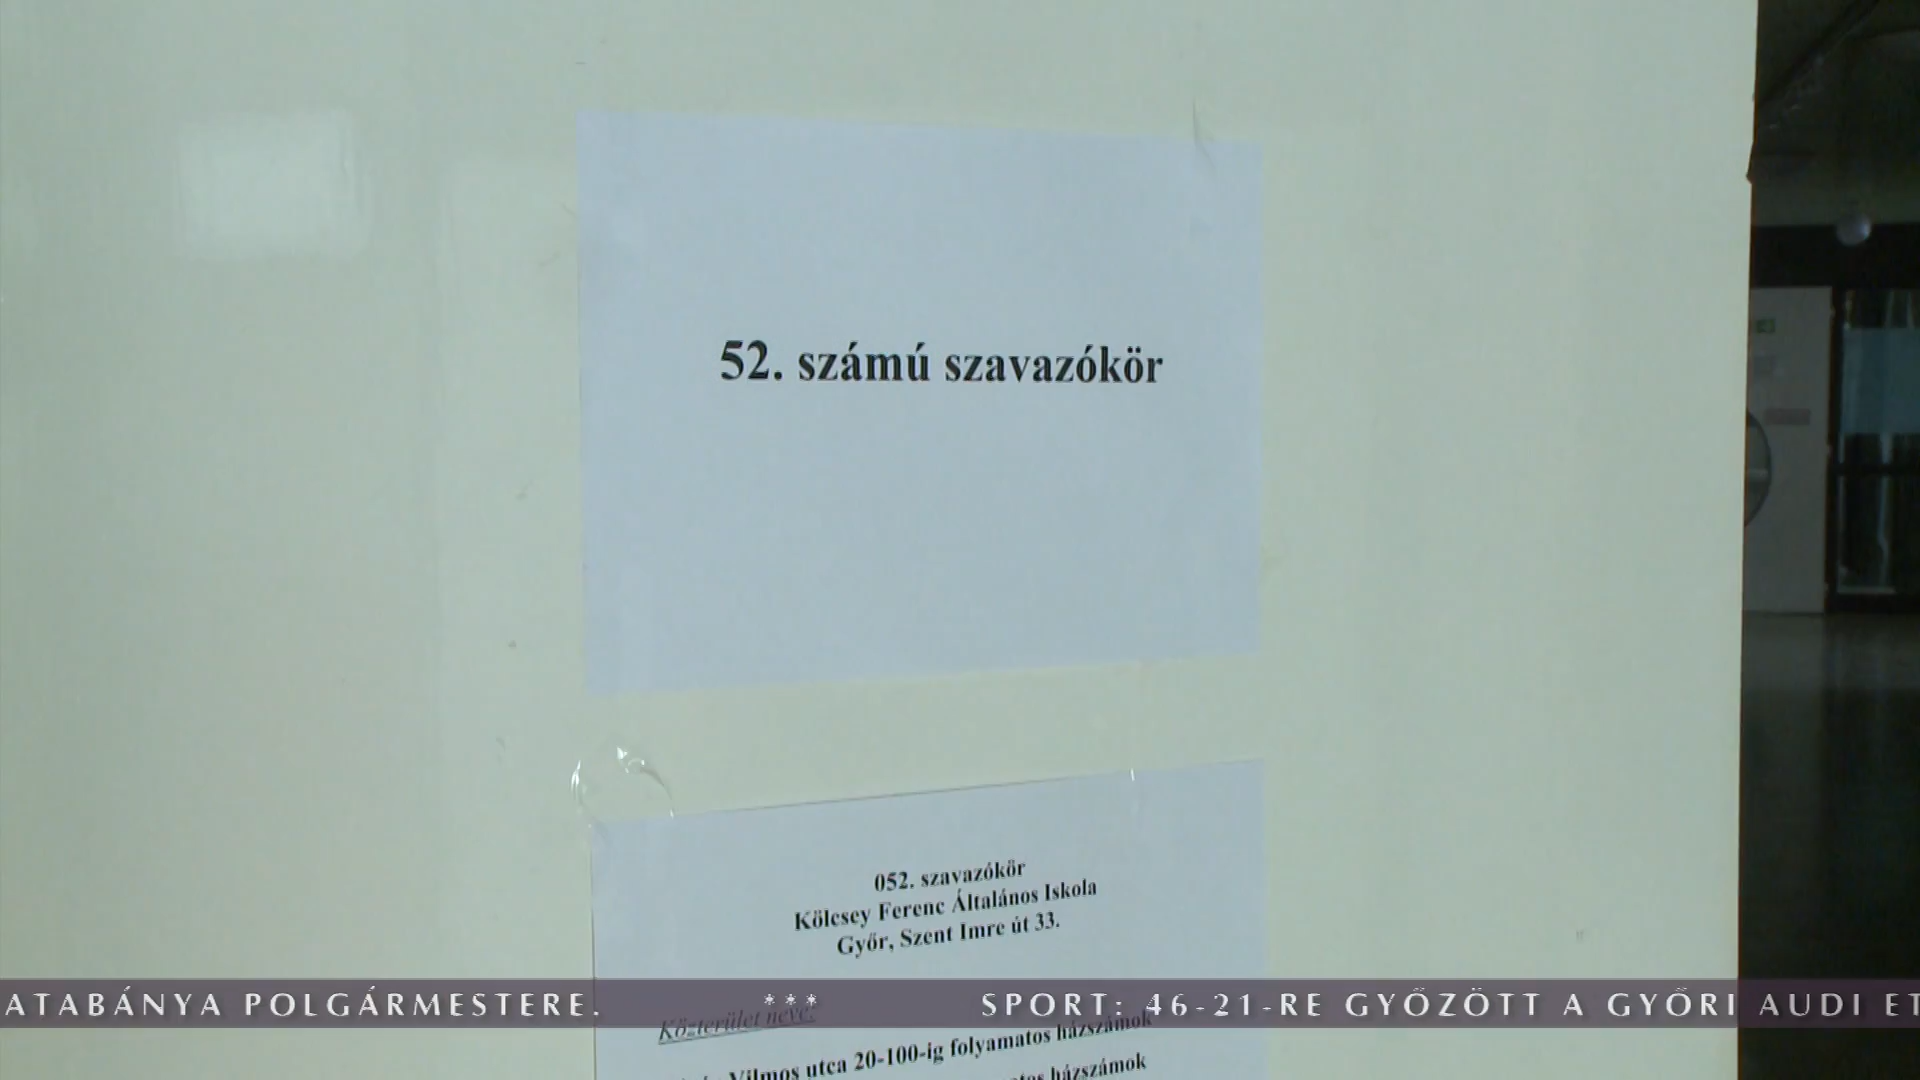 52. számú szavazókör
052. szavazókör
Kölcsey Ferenc Általános Iskola
Győr, Szent Imre út 33.
ATABÁNYA POLGÁRMESTERE. *** SPORT: 46-21-RE GYŐZÖTT A GYŐRI AUDI ET
Közterület neve:
Vilmos utca 20-100-ig folyamatos házszámok
házszámok